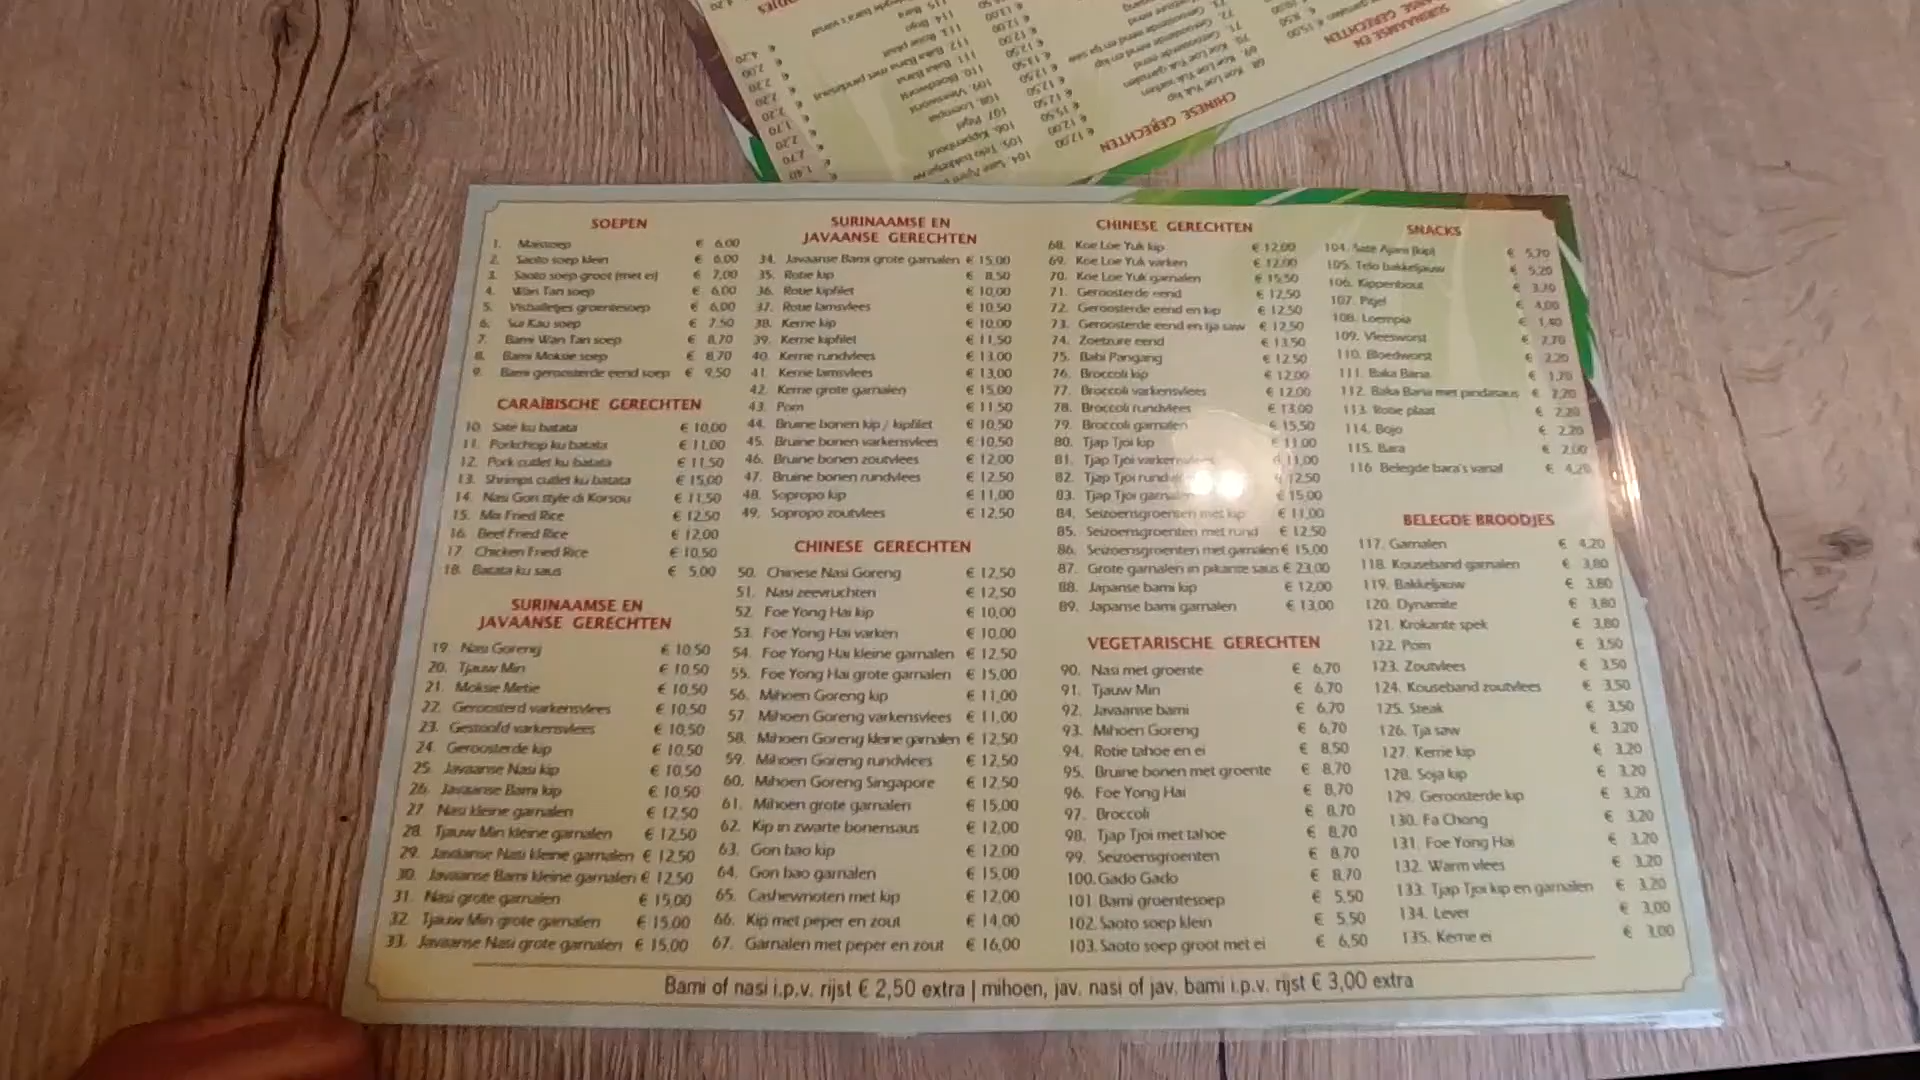 SOEPEN
1. Maissoep € 6,00
2. Saoto soep klein € 6,00
3. Saoto soep groot (met ei) € 7,00
4. Wan Tan soep € 6,00
5. Visballetjes groentesoep € 6,00
6. Sui Kau soep € 7,50
7. Bami Wan Tan soep € 8,70
8. Bami Moksie soep € 8,70
9. Bami geroosterde eend soep € 9,50
CARAÏBISCHE GERECHTEN
10. Saté ku batata € 10,00
11. Porkchop ku batata € 11,00
12. Pork cutlet ku batata € 11,50
13. Shrimps cutlet ku batata € 15,00
14. Nasi Gori style di Korsou € 11,50
15. Mix Fried Rice € 12,50
16. Beef Fried Rice € 12,00
17. Chicken Fried Rice € 10,50
18. Batata ku saus € 5,00
SURINAAMSE EN
JAVAANSE GERECHTEN
19. Nasi Goreng € 10,50
20. Tjauw Min € 10,50
21. Moksie Metie € 10,50
22. Geroosterd varkensvlees € 10,50
23. Gestoofd varkensvlees € 10,50
24. Geroosterde kip € 10,50
25. Javaanse Nasi kip € 10,50
26. Javaanse Bami kip € 10,50
27. Nasi kleine garnalen € 12,50
28. Tjauw Min kleine garnalen € 12,50
29. Javaanse Nasi kleine garnalen € 12,50
30. Javaanse Bami kleine garnalen € 12,50
31. Nasi grote garnalen € 15,00
32. Tjauw Min grote garnalen € 15,00
33. Javaanse Nasi grote garnalen € 15,00
SURINAAMSE EN
JAVAANSE GERECHTEN
34. Javaanse Bami grote garnalen € 15,00
35. Rotie kip € 8,50
36. Rotie kipfilet € 10,00
37. Rotie lamsvlees € 10,50
38. Kerrie kip € 10,00
39. Kerrie kipfilet € 11,50
40. Kerrie rundvlees € 13,00
41. Kerrie lamsvlees € 13,00
42. Kerrie grote garnalen € 15,00
43. Pom € 11,50
44. Bruine bonen kip / kipfilet € 10,50
45. Bruine bonen varkensvlees € 10,50
46. Bruine bonen zoutvlees € 12,00
47. Bruine bonen rundvlees € 12,50
48. Sopropo kip € 11,00
49. Sopropo zoutvlees € 12,50
CHINESE GERECHTEN
50. Chinese Nasi Goreng € 12,50
51. Nasi zeevruchten € 12,50
52. Foe Yong Hai kip € 10,00
53. Foe Yong Hai varken € 10,00
54. Foe Yong Hai kleine garnalen € 12,50
55. Foe Yong Hai grote garnalen € 15,00
56. Mihoen Goreng kip € 11,00
57. Mihoen Goreng varkensvlees € 11,00
58. Mihoen Goreng kleine garnalen € 12,50
59. Mihoen Goreng rundvlees € 12,50
60. Mihoen Goreng Singapore € 12,50
61. Mihoen grote garnalen € 15,00
62. Kip in zwarte bonensaus € 12,00
63. Gon bao kip € 12,00
64. Gon bao garnalen € 15,00
65. Cashewnoten met kip € 12,00
66. Kip met peper en zout € 14,00
67. Garnalen met peper en zout € 16,00
CHINESE GERECHTEN
68. Koe Loe Yuk kip € 12,00
69. Koe Loe Yuk varken € 12,00
70. Koe Loe Yuk garnalen € 15,50
71. Geroosterde eend € 12,50
72. Geroosterde eend en kip € 12,50
73. Geroosterde eend en tja saw € 12,50
74. Zoetzure eend € 13,50
75. Babi Pangang € 12,50
76. Broccoli kip € 12,00
77. Broccoli varkensvlees € 12,00
78. Broccoli rundvlees € 13,00
79. Broccoli garnalen € 15,50
80. Tjap Tjoi kip € 11,00
81. Tjap Tjoi varkensvlees € 11,00
82. Tjap Tjoi € 12,50
83. Tjap Tjoi garnalen € 15,00
84. Seizoensgroenten met kip € 11,00
85. Seizoensgroenten met rund € 12,50
86. Seizoensgroenten met garnalen € 15,00
87. Grote garnalen in pikante saus € 23,00
88. Japanse bami kip € 12,00
89. Japanse bami garnalen € 13,00
VEGETARISCHE GERECHTEN
90. Nasi met groente € 6,70
91. Tjauw Min € 6,70
92. Javaanse bami € 6,70
93. Mihoen Goreng € 6,70
94. Rotie tahoe en ei € 8,50
95. Bruine bonen met groente € 8,70
96. Foe Yong Hai € 8,70
97. Broccoli € 8,70
98. Tjap Tjoi met tahoe € 8,70
99. Seizoensgroenten € 8,70
100. Gado Gado € 8,70
101. Bami groentesoep € 5,50
102. Saoto soep klein € 5,50
103. Saoto soep groot met ei € 6,50
SNACKS
104. Saté Ajam (kip) € 5,70
105. Telo bakkeljauw € 5,20
106. Kippenbout € 3,70
107. Pitjel € 4,00
108. Loempia € 1,40
109. Vleesworst € 2,70
110. Bloedworst € 2,20
111. Baka Bana € 1,70
112. Baka Bana met pindasaus € 2,20
113. Rotie plaat € 2,20
114. Bojo € 2,20
115. Bara € 2,00
116 Belegde bara's vanaf € 4,20
BELEGDE BROODJES
117. Garnalen € 4,20
118. Kouseband garnalen € 3,80
119. Bakkeljauw € 3,80
120. Dynamite € 3,80
121. Krokante spek € 3,80
122. Pom € 3,50
123. Zoutvlees € 3,50
124. Kouseband zoutvlees € 3,50
125. Steak € 3,50
126. Tja saw € 3,20
127. Kerrie kip € 3,20
128. Soja kip € 3,20
129. Geroosterde kip € 3,20
130. Fa Chong € 3,20
131. Foe Yong Hai € 3,20
132. Warm vlees € 3,20
133. Tjap Tjoi kip en garnalen € 3,20
134. Lever € 3,00
135. Kerrie ei € 3,00
Bami of nasi i.p.v. rijst € 2,50 extra | mihoen, jav. nasi of jav. bami i.p.v. rijst € 3,00 extra